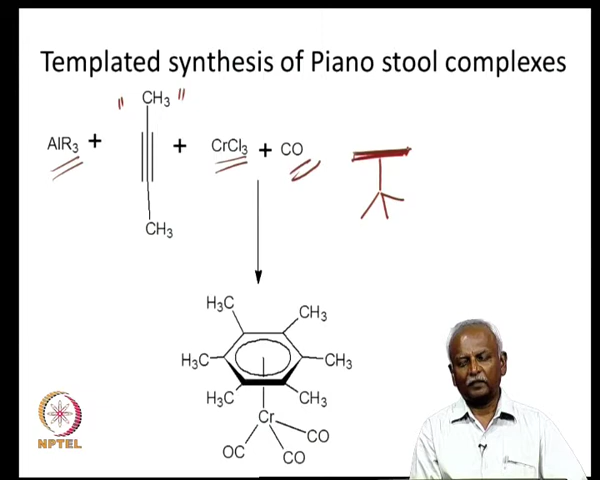 Templated synthesis of Piano stool complexes
" CH₃ "
AlR₃ + + CrCl₃ + CO
CH₃
H₃C CH₃
H₃C CH₃
H₃C CH₃
Cr
CO
OC CO
NPTEL